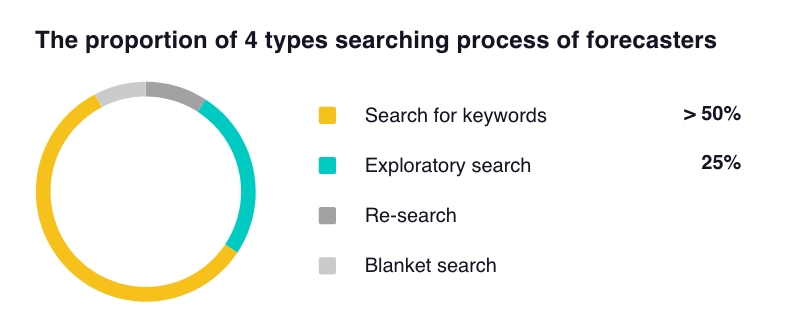 The proportion of 4 types searching process of forecasters
Search for keywords > 50%
Exploratory search 25%
Re-search
Blanket search